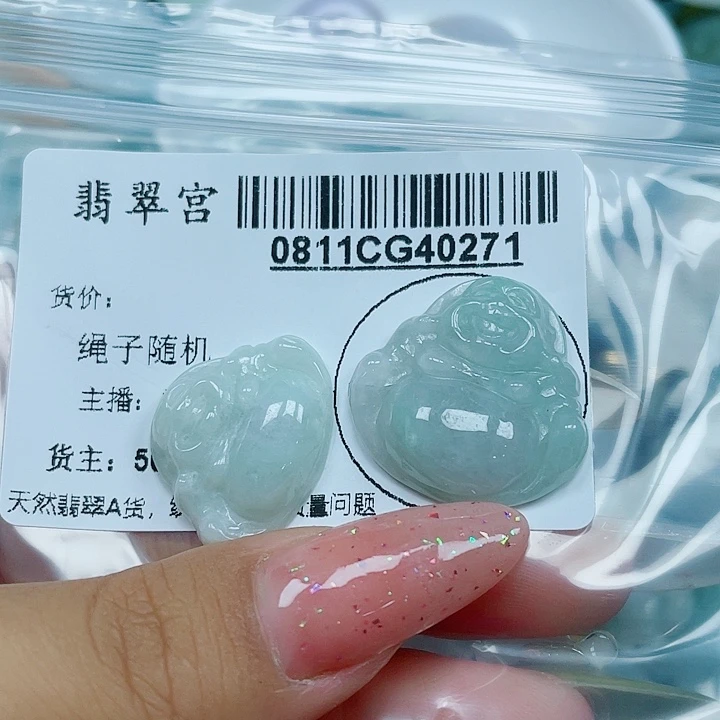 翡翠宫
0811CG40271
货价:
绳子随机
主播:
货主: 50
天然翡翠A货, 量问题